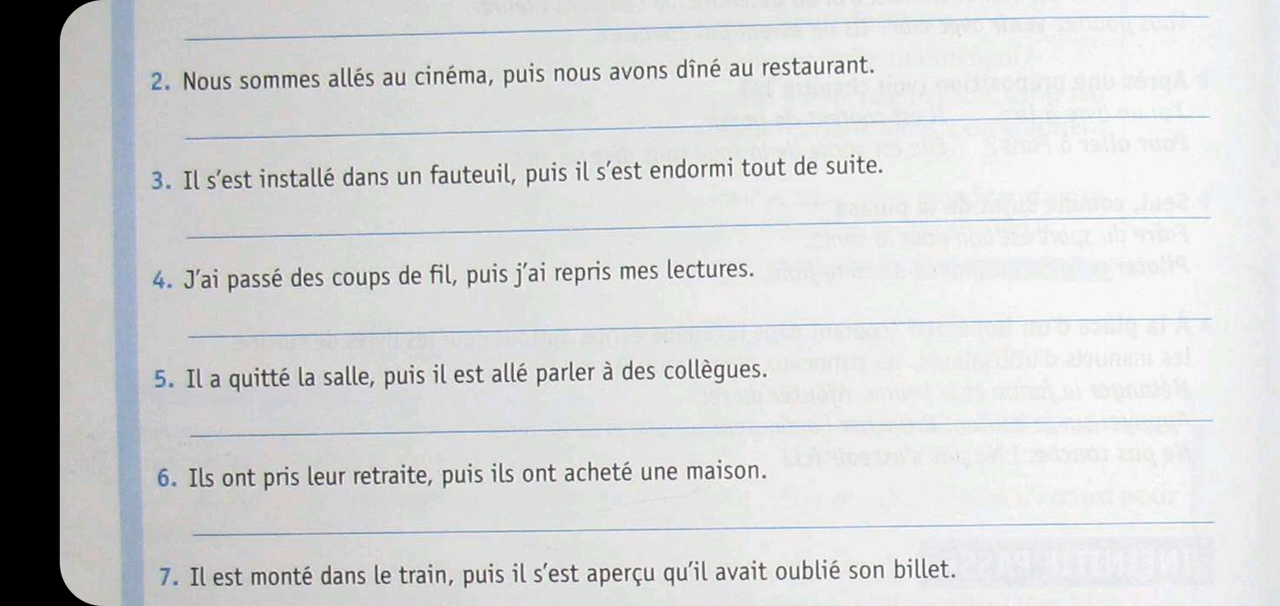 2. Nous sommes allés au cinéma, puis nous avons dîné au restaurant.
3. Il s'est installé dans un fauteuil, puis il s'est endormi tout de suite.
4. J'ai passé des coups de fil, puis j'ai repris mes lectures.
5. Il a quitté la salle, puis il est allé parler à des collègues.
6. Ils ont pris leur retraite, puis ils ont acheté une maison.
7. Il est monté dans le train, puis il s'est aperçu qu'il avait oublié son billet.